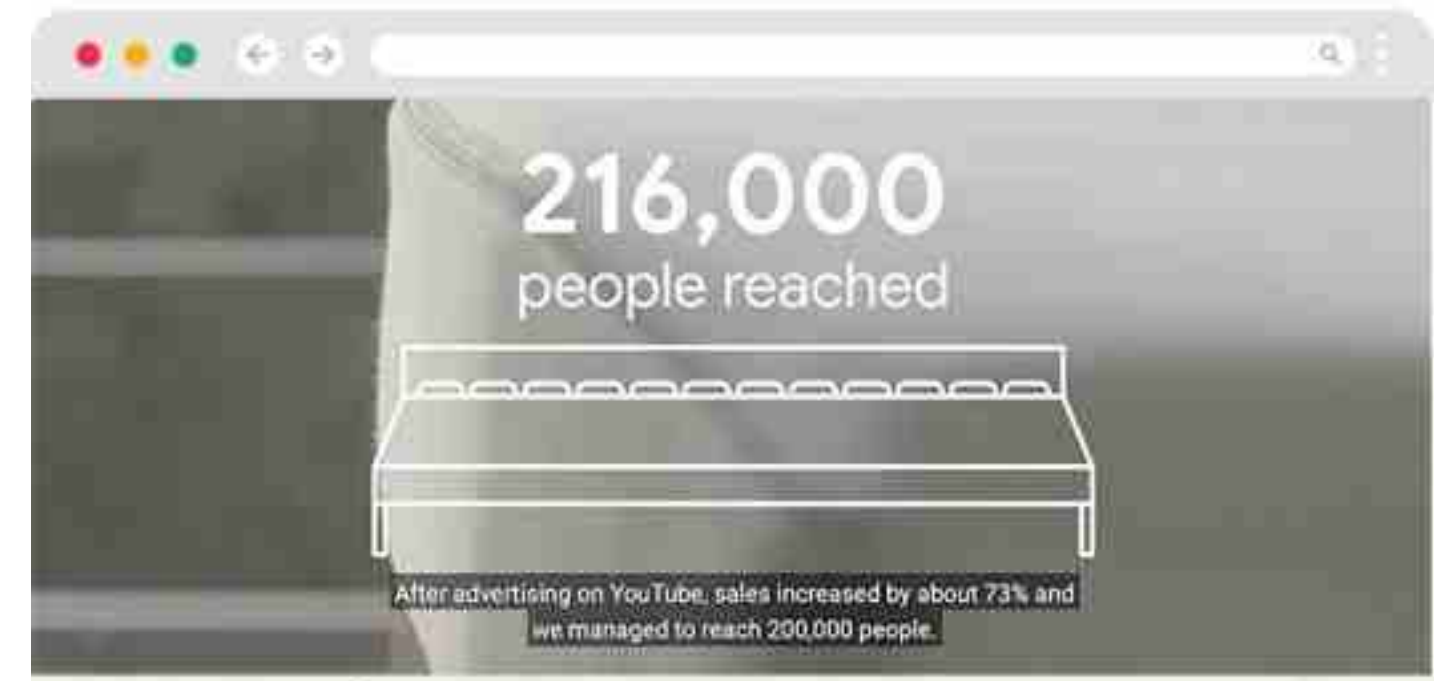 216,000
people reached
After advertising on YouTube, sales increased by about 73% and
we managed to reach 200,000 people.